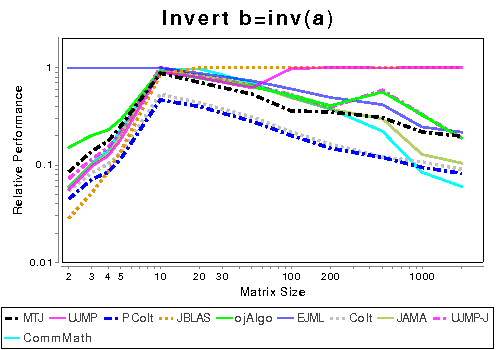 Invert b=inv(a)
Relative Performance
1
0.1
0.01
2 3 4 5 10 20 30 100 200 1000
Matrix Size
MTJ UJMP PColt JBLAS ojAlgo EJML Colt JAMA UJMP-J
CommMath